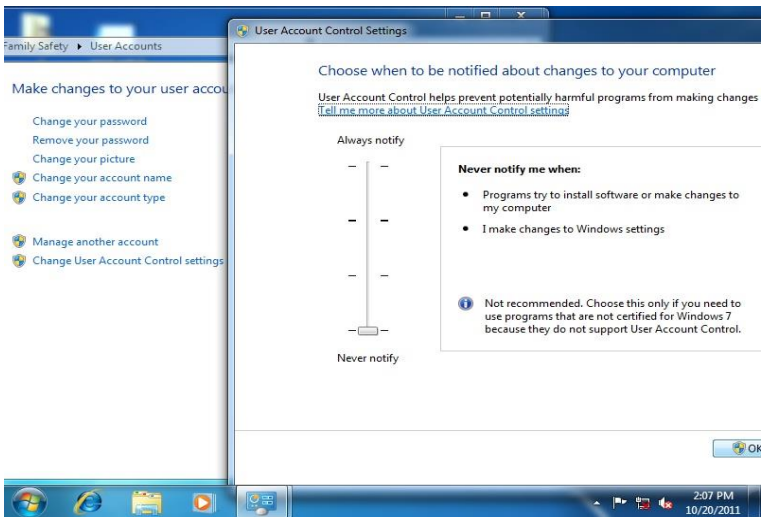 User Account Control Settings
Family Safety ▸ User Accounts
Make changes to your user accou
Change your password
Remove your password
Change your picture
Change your account name
Change your account type
Manage another account
Change User Account Control settings
Choose when to be notified about changes to your computer
User Account Control helps prevent potentially harmful programs from making changes
Tell me more about User Account Control settings
Always notify
Never notify me when:
• Programs try to install software or make changes to
my computer
• I make changes to Windows settings
Not recommended. Choose this only if you need to
use programs that are not certified for Windows 7
because they do not support User Account Control.
Never notify
OK
2:07 PM
10/20/2011